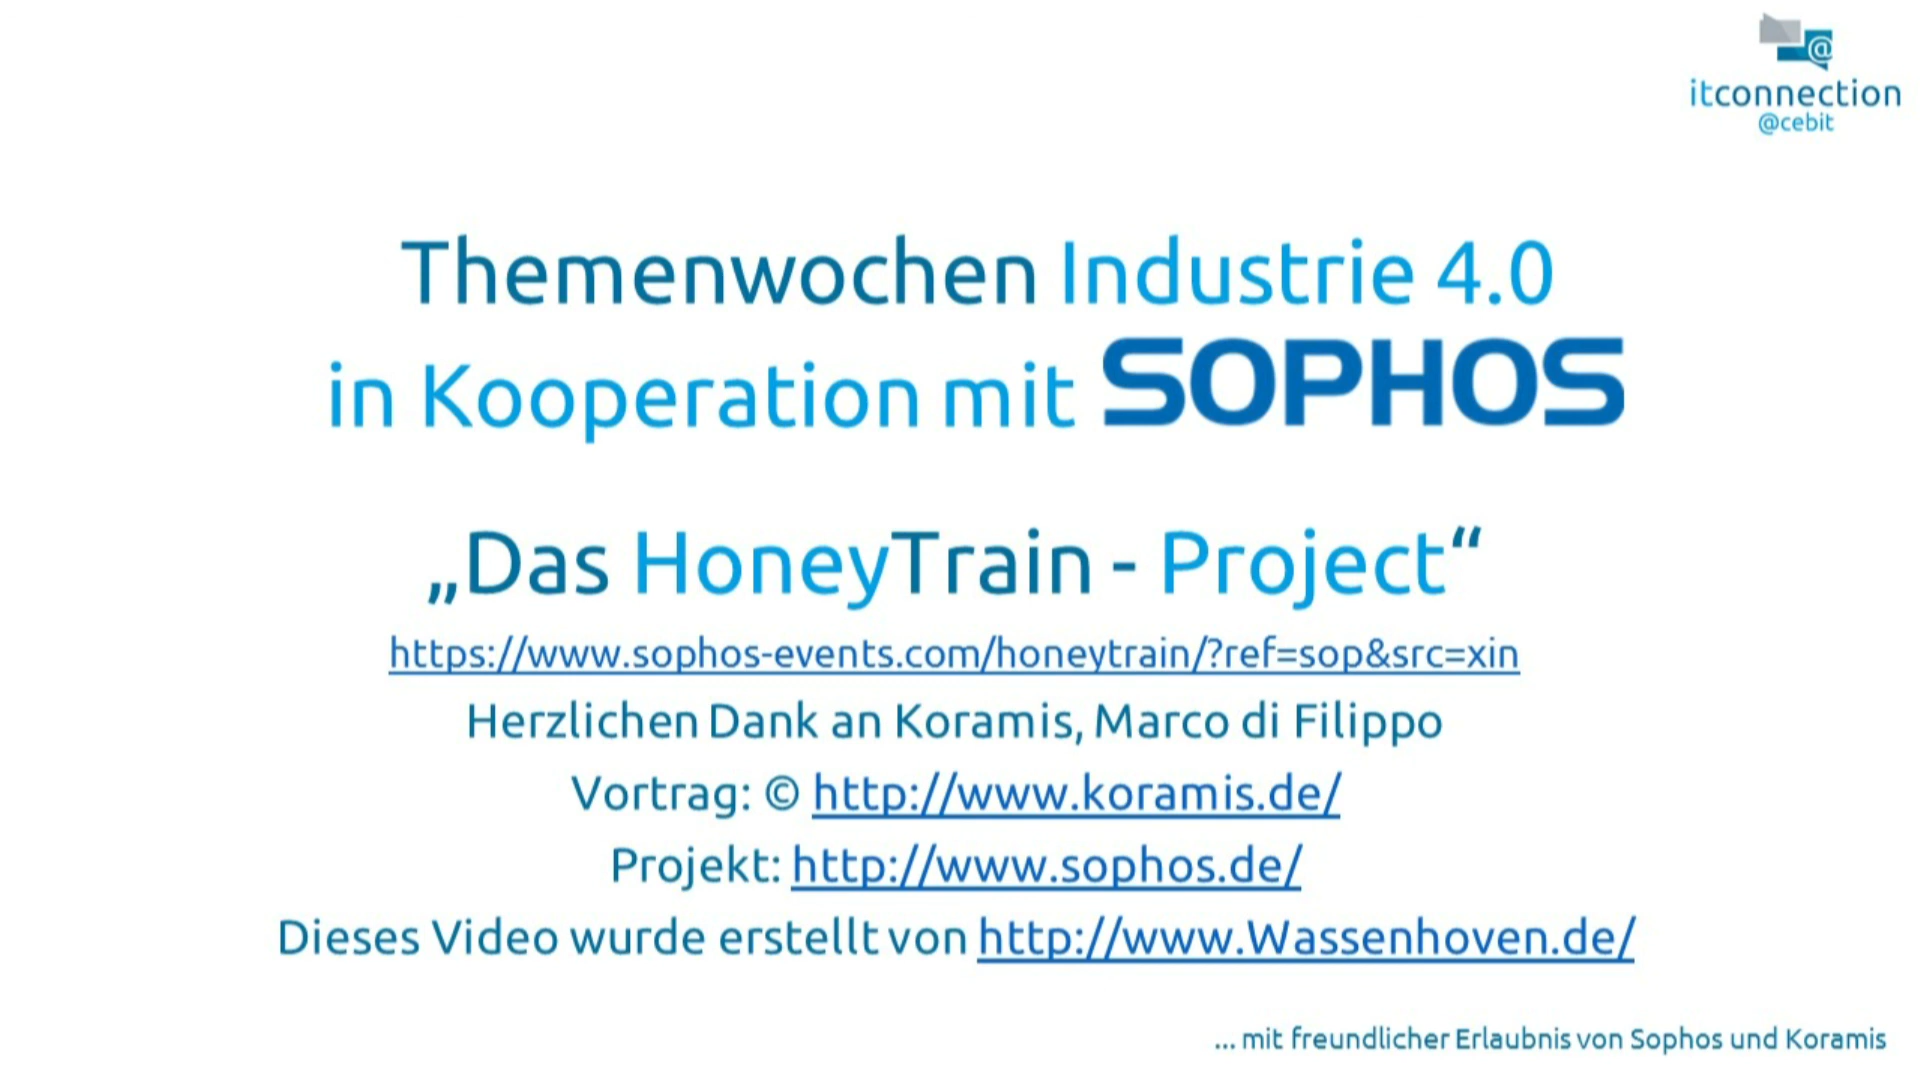 @
itconnection
@cebit
Themenwochen Industrie 4.0
in Kooperation mit SOPHOS
„Das HoneyTrain - Project“
https://www.sophos-events.com/honeytrain/?ref=sop&src=xin
Herzlichen Dank an Koramis, Marco di Filippo
Vortrag: © http://www.koramis.de/
Projekt: http://www.sophos.de/
Dieses Video wurde erstellt von http://www.Wassenhoven.de/
... mit freundlicher Erlaubnis von Sophos und Koramis